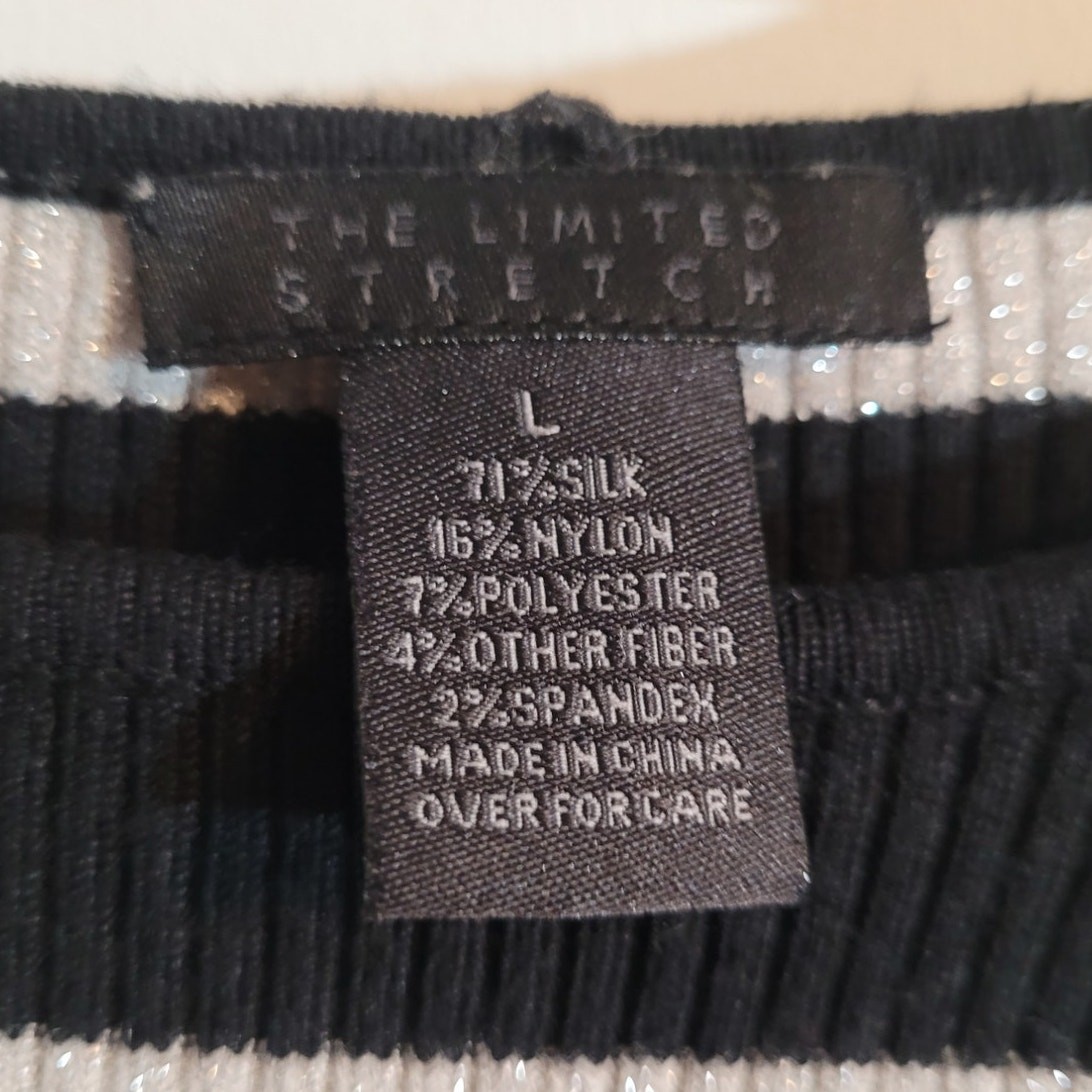 THE LIMITED
STRETCH
L
71% SILK
16% NYLON
7% POLYESTER
4% OTHER FIBER
2% SPANDEX
MADE IN CHINA
OVER FOR CARE